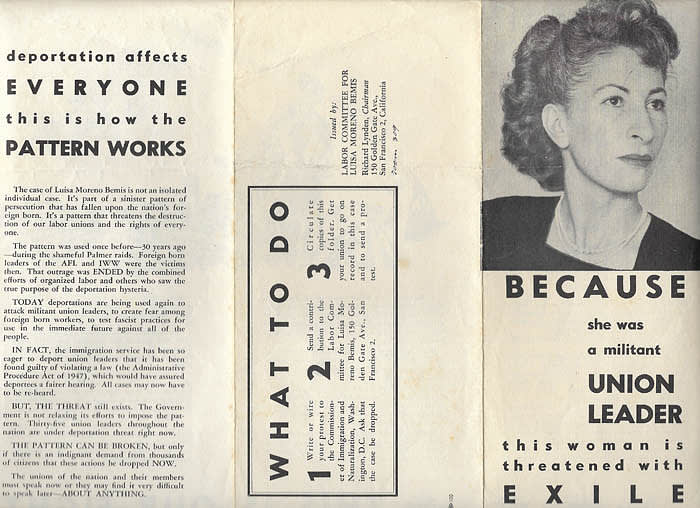 deportation affects
EVERYONE
this is how the
PATTERN WORKS
The case of Luisa Moreno Bemis is not an isolated
individual case. It's part of a sinister pattern of
persecution that has fallen upon the nation's for-
eign born. It's a pattern that threatens the destruc-
tion of our labor unions and the rights of every-
one.
The pattern was used once before—30 years ago
—during the shameful Palmer raids. Foreign born
leaders of the AFL and IWW were the victims
then. That outrage was ENDED by the combined
efforts of organized labor and others who saw the
true purpose of the deportation hysteria.
TODAY deportations are being used again to
attack militant union leaders, to create fear among
foreign born workers, to test fascist practices for
use in the immediate future against all of the
people.
IN FACT, the immigration service has been so
eager to deport union leaders that it has been
found guilty of violating a law (the Administrative
Procedure Act of 1947), which would have assured
deportees a fairer hearing. All cases may now have
to be re-heard.
BUT, THE THREAT still exists. The Govern-
ment is not relaxing its efforts to impose the pat-
tern. Thirty-five union leaders throughout the
nation are under deportation threat right now.
THE PATTERN CAN BE BROKEN, but only
if there is an indignant demand from thousands
of citizens that these actions be dropped NOW.
The unions of the nation and their members
must speak now or they may find it very difficult
to speak later—ABOUT ANYTHING.
Issued by:
LABOR COMMITTEE FOR
LUISA MORENO BEMIS
Richard Lynden, Chairman
150 Golden Gate Ave.,
San Francisco 2, California
room 309
WHAT TO DO
1 Write or wire
your protest to
the Commission-
er of Immigration and
Naturalization, Wash-
ington, D.C. Ask that
the case be dropped.
2 Send a contri-
bution to the
Labor Com-
mittee for Luisa Mo-
reno Bemis, 150 Gol-
den Gate Ave., San
Francisco 2.
3 Circulate
copies of this
folder. Get
your union to go on
record in this case
and to send a pro-
test.
BECAUSE
she was
a militant
UNION
LEADER
this woman is
threatened with
EXILE